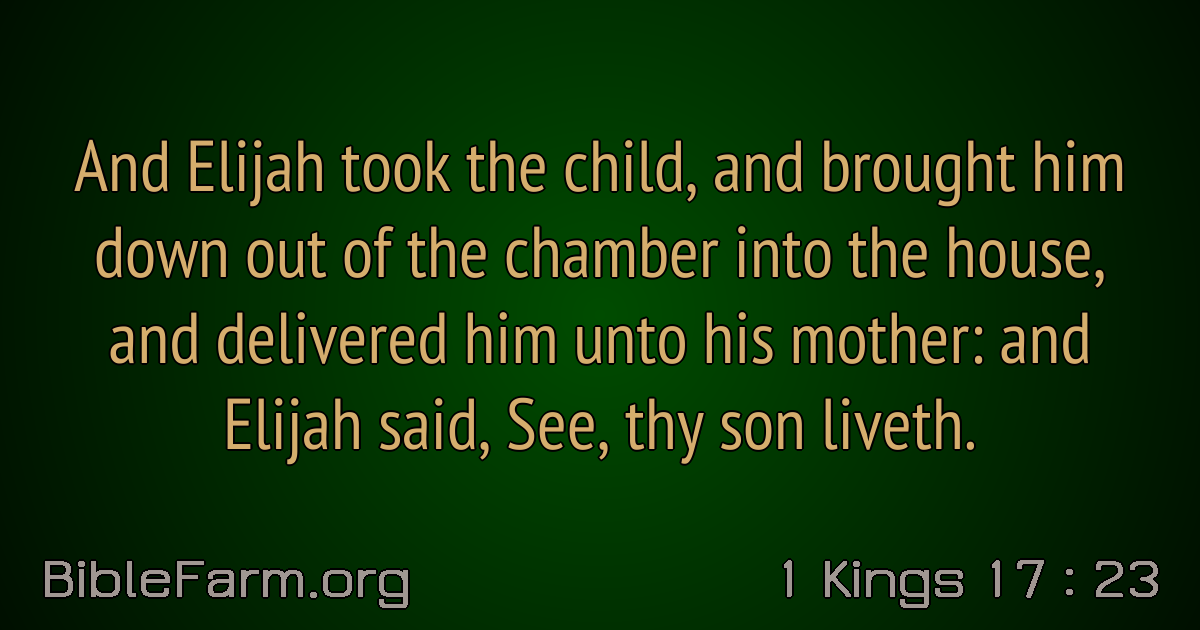 And Elijah took the child, and brought him
down out of the chamber into the house,
and delivered him unto his mother: and
Elijah said, See, thy son liveth.
BibleFarm.org
1 Kings 17 : 23